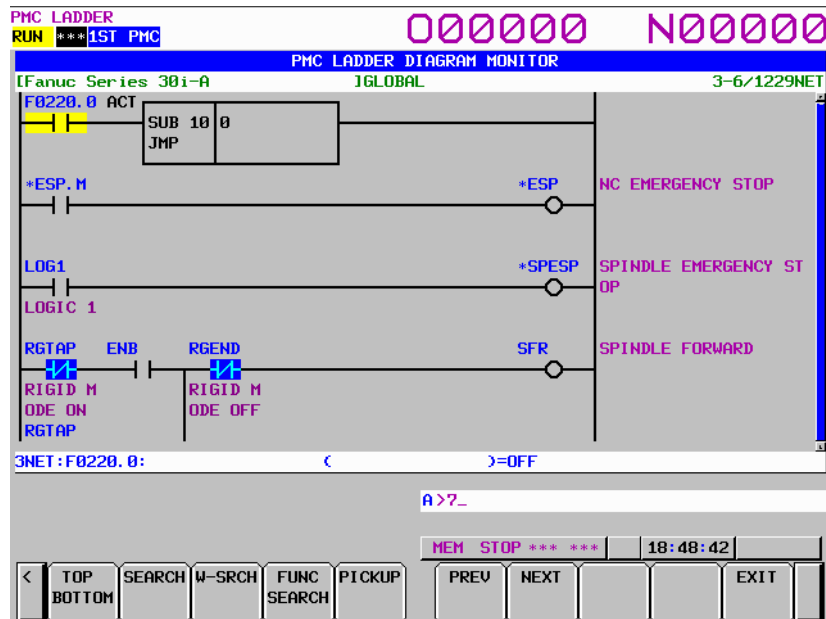 PMC LADDER
RUN ***1ST PMC O00000 N00000
PMC LADDER DIAGRAM MONITOR
[Fanuc Series 30i-A ]GLOBAL 3-6/1229NET
F0220.0 ACT
SUB 10 0
JMP
*ESP.M *ESP NC EMERGENCY STOP
LOG1 *SPESP SPINDLE EMERGENCY ST
OP
LOGIC 1
RGTAP ENB RGEND SFR SPINDLE FORWARD
RIGID M RIGID M
ODE ON ODE OFF
RGTAP
3NET:F0220.0: ( )=OFF
A>7_
MEM STOP *** *** 18:48:42
< TOP SEARCH W-SRCH FUNC PICKUP PREV NEXT EXIT
BOTTOM SEARCH